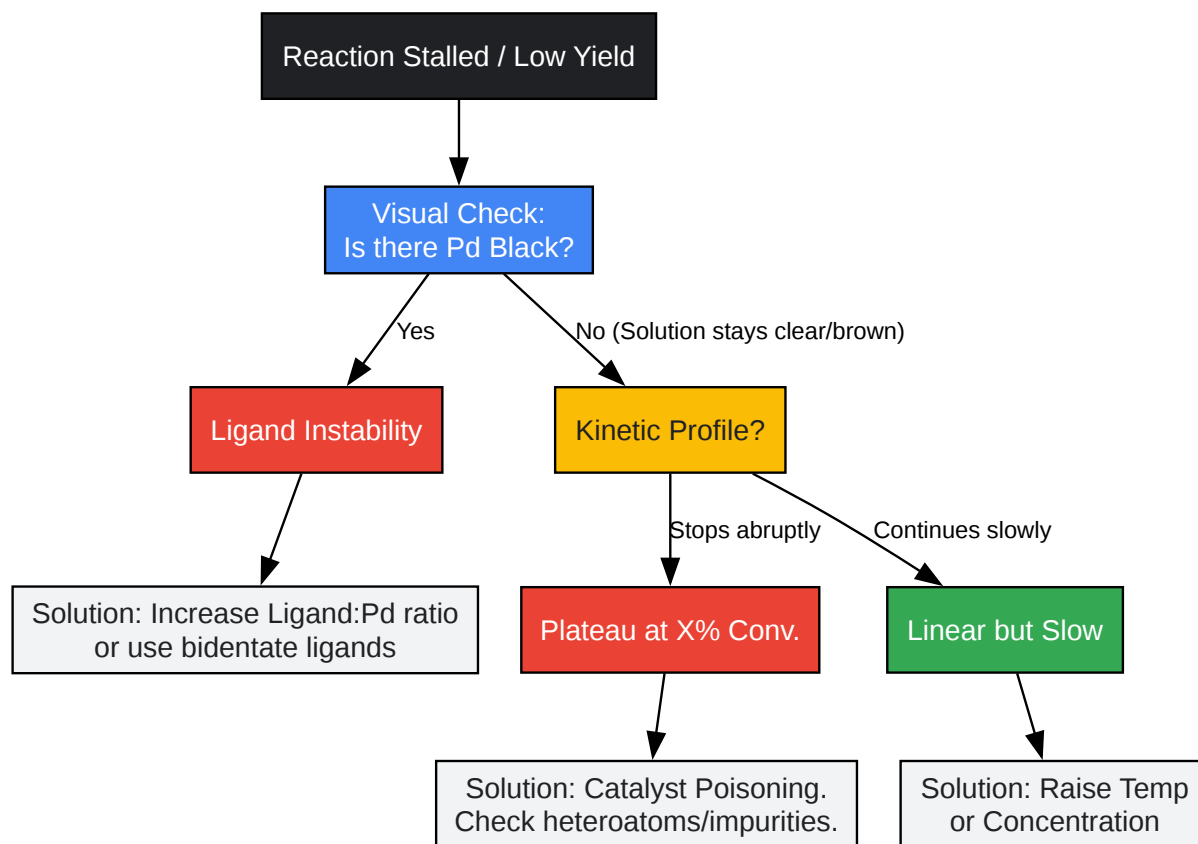 Reaction Stalled / Low Yield
Visual Check:
Is there Pd Black?
Yes
No (Solution stays clear/brown)
Ligand Instability
Kinetic Profile?
Stops abruptly
Continues slowly
Solution: Increase Ligand:Pd ratio
or use bidentate ligands
Plateau at X% Conv.
Linear but Slow
Solution: Catalyst Poisoning.
Check heteroatoms/impurities.
Solution: Raise Temp
or Concentration